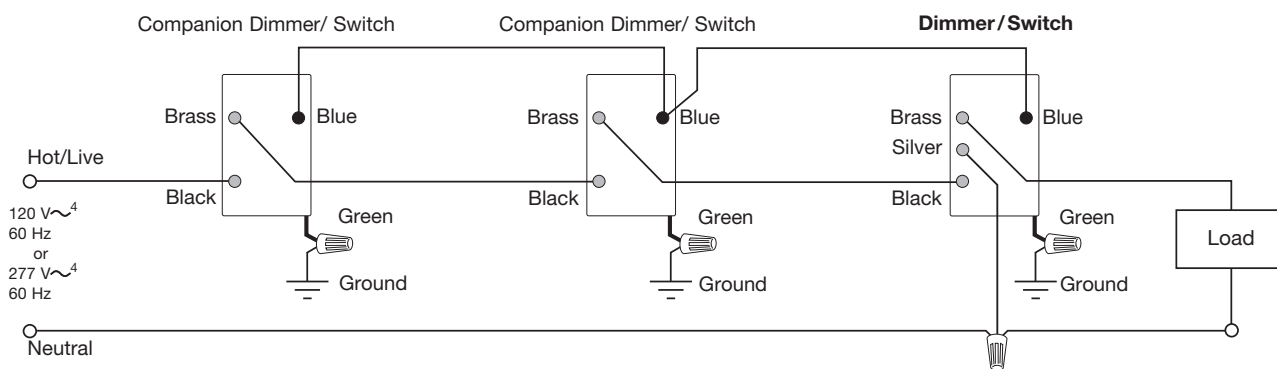 Companion Dimmer/ Switch
Companion Dimmer/ Switch
Dimmer/Switch
Brass
Blue
Brass
Blue
Brass
Blue
Silver
Hot/Live
Black
Black
Black
120 V~4
60 Hz
or
277 V~4
60 Hz
Green
Green
Green
Load
Ground
Ground
Ground
Neutral